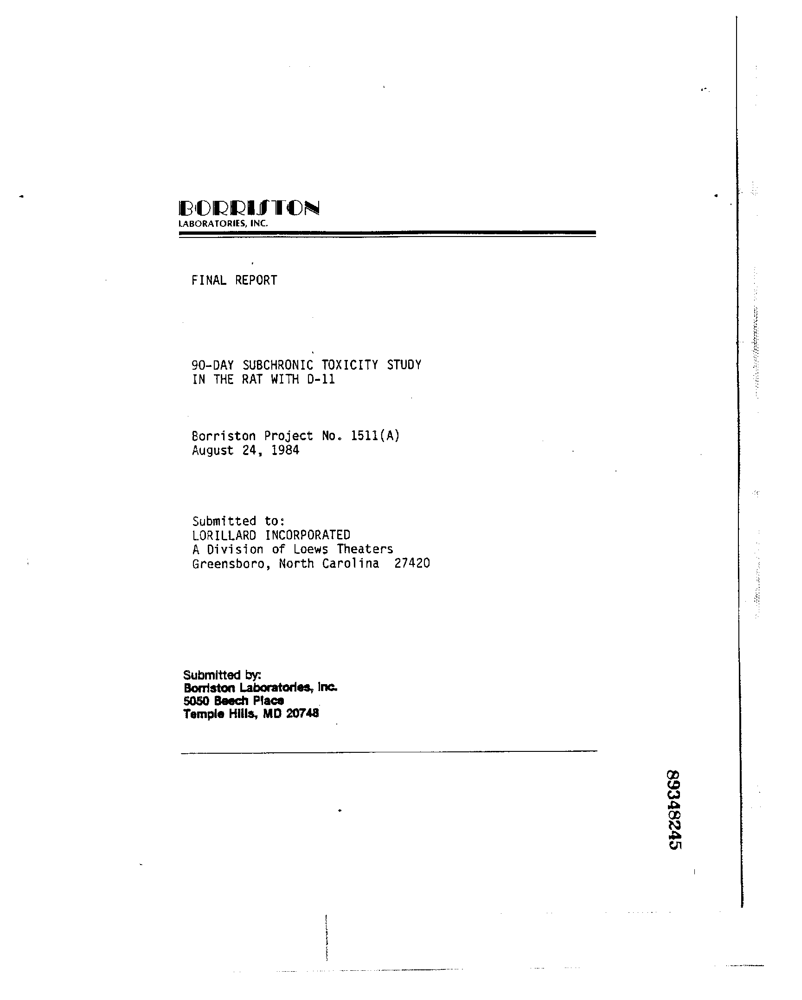 BORRISTON
LABORATORIES, INC.
FINAL REPORT
90-DAY SUBCHRONIC TOXICITY STUDY
IN THE RAT WITH D-11
Borriston Project No. 1511(A)
August 24, 1984
Submitted to:
LORILLARD INCORPORATED
A Division of Loews Theaters
Greensboro, North Carolina 27420
Submitted by:
Borriston Laboratories, Inc.
5050 Beech Place
Temple Hills, MD 20748
89348245